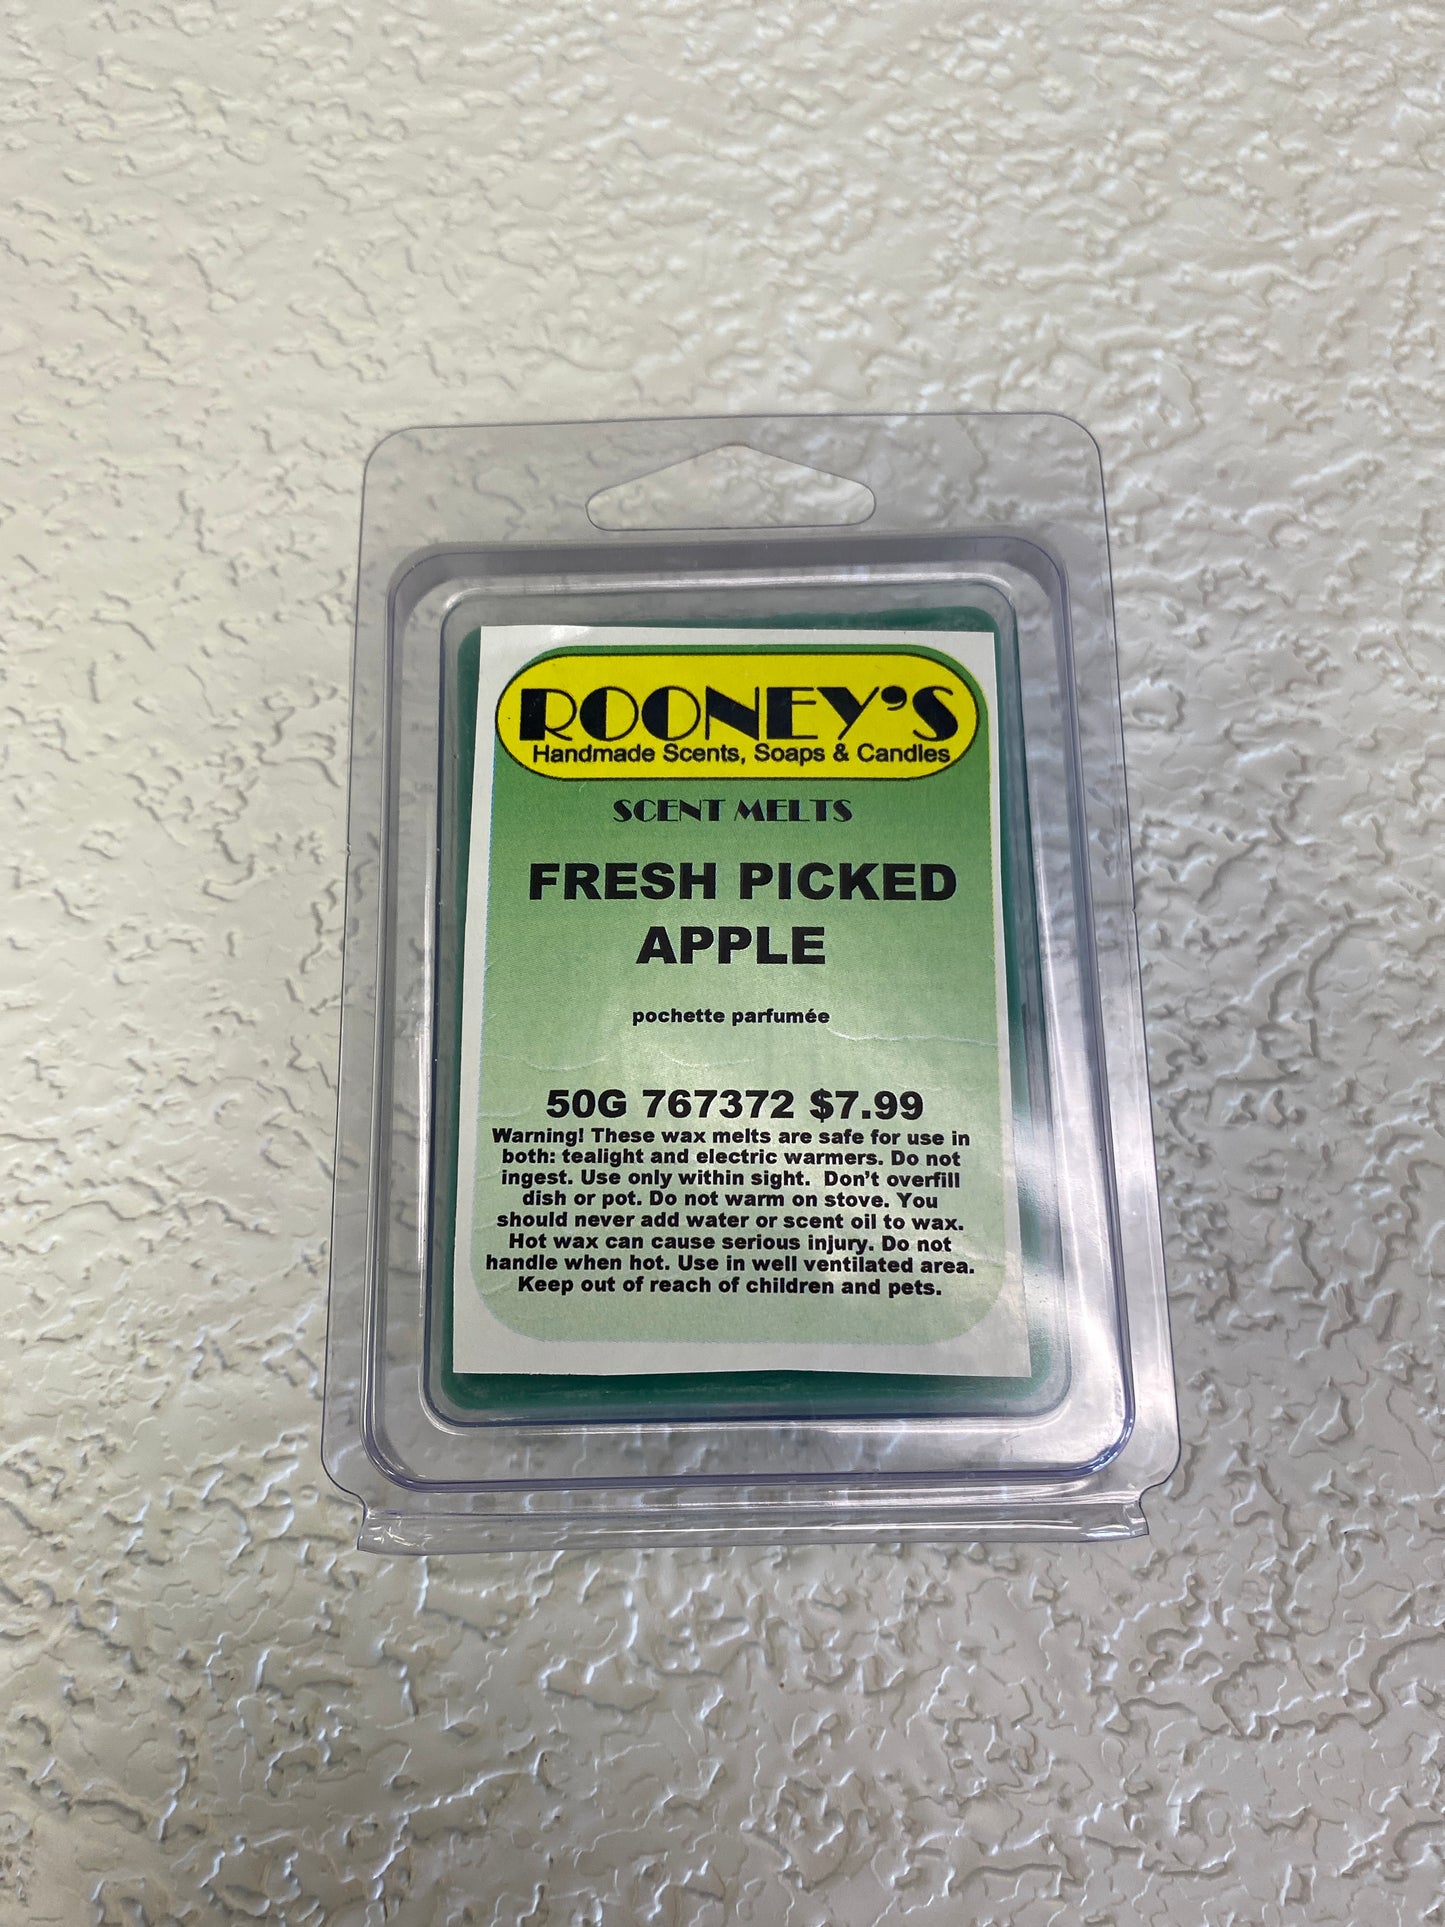 ROONEY'S
Handmade Scents, Soaps & Candles
SCENT MELTS
FRESH PICKED
APPLE
pochette parfumée
50G 767372 $7.99
Warning! These wax melts are safe for use in
both: tealight and electric warmers. Do not
ingest. Use only within sight.  Don't overfill
dish or pot. Do not warm on stove. You
should never add water or scent oil to wax.
Hot wax can cause serious injury. Do not
handle when hot. Use in well ventilated area.
Keep out of reach of children and pets.